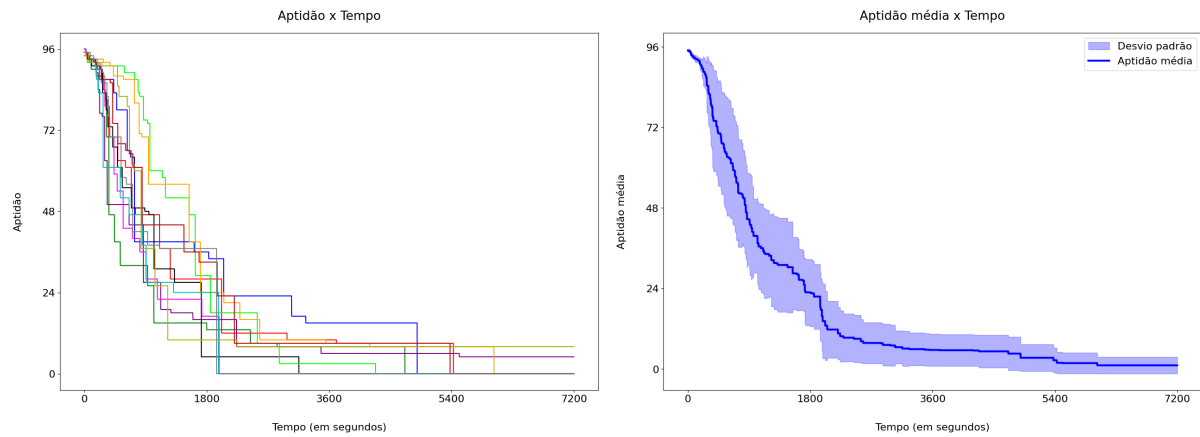 Aptidão x Tempo
96
72
48
24
0
Aptidão
0 1800 3600 5400 7200
Tempo (em segundos)
Aptidão média x Tempo
Desvio padrão
Aptidão média
96
72
48
24
0
Aptidão média
0 1800 3600 5400 7200
Tempo (em segundos)